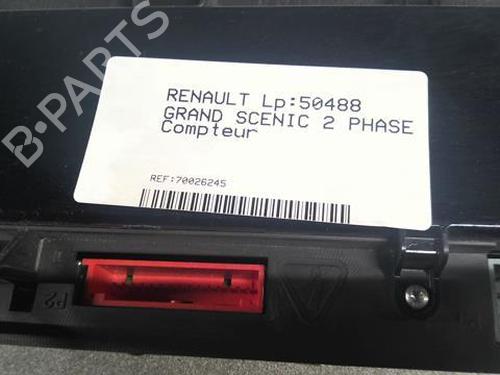 RENAULT Lp:50488
GRAND SCENIC 2 PHASE
Compteur
REF:70026245
P2
B-PARTS